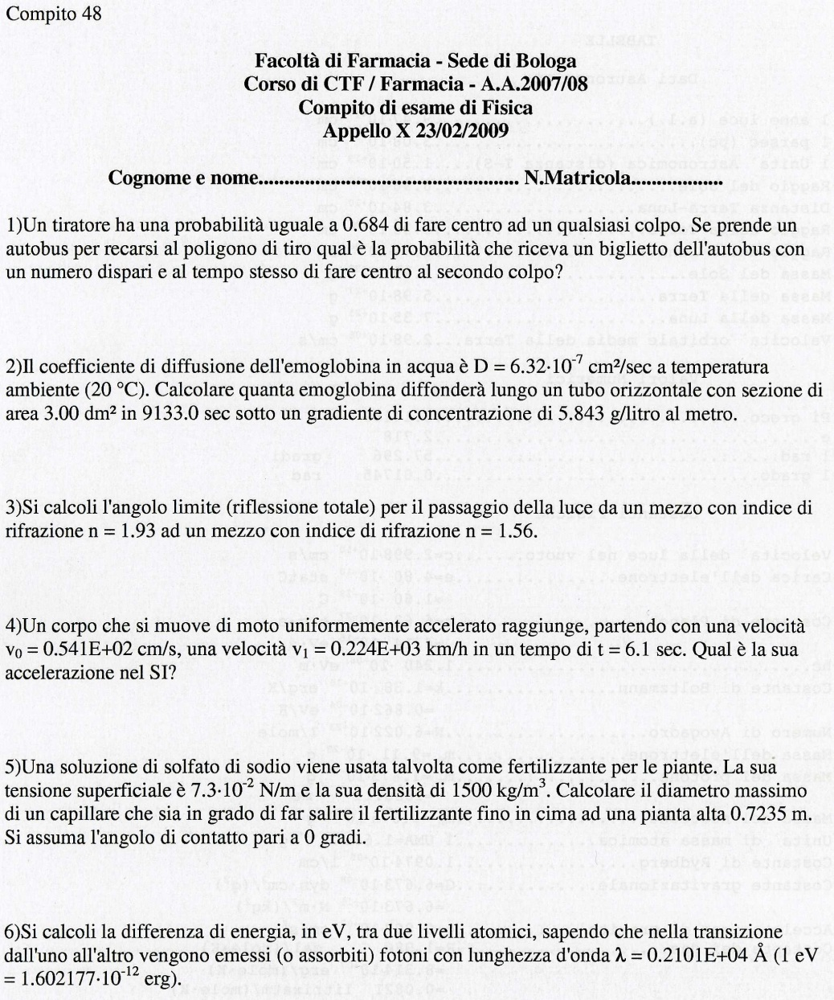 Compito 48
Facoltà di Farmacia - Sede di Bologa
Corso di CTF / Farmacia - A.A.2007/08
Compito di esame di Fisica
Appello X 23/02/2009
Cognome e nome.................................................. N.Matricola..................
1)Un tiratore ha una probabilità uguale a 0.684 di fare centro ad un qualsiasi colpo. Se prende un
autobus per recarsi al poligono di tiro qual è la probabilità che riceva un biglietto dell'autobus con
un numero dispari e al tempo stesso di fare centro al secondo colpo?
2)Il coefficiente di diffusione dell'emoglobina in acqua è D = 6.32·10⁻⁷ cm²/sec a temperatura
ambiente (20 °C). Calcolare quanta emoglobina diffonderà lungo un tubo orizzontale con sezione di
area 3.00 dm² in 9133.0 sec sotto un gradiente di concentrazione di 5.843 g/litro al metro.
3)Si calcoli l'angolo limite (riflessione totale) per il passaggio della luce da un mezzo con indice di
rifrazione n = 1.93 ad un mezzo con indice di rifrazione n = 1.56.
4)Un corpo che si muove di moto uniformemente accelerato raggiunge, partendo con una velocità
v₀ = 0.541E+02 cm/s, una velocità v₁ = 0.224E+03 km/h in un tempo di t = 6.1 sec. Qual è la sua
accelerazione nel SI?
5)Una soluzione di solfato di sodio viene usata talvolta come fertilizzante per le piante. La sua
tensione superficiale è 7.3·10⁻² N/m e la sua densità di 1500 kg/m³. Calcolare il diametro massimo
di un capillare che sia in grado di far salire il fertilizzante fino in cima ad una pianta alta 0.7235 m.
Si assuma l'angolo di contatto pari a 0 gradi.
6)Si calcoli la differenza di energia, in eV, tra due livelli atomici, sapendo che nella transizione
dall'uno all'altro vengono emessi (o assorbiti) fotoni con lunghezza d'onda λ = 0.2101E+04 Å (1 eV
= 1.602177·10⁻¹² erg).